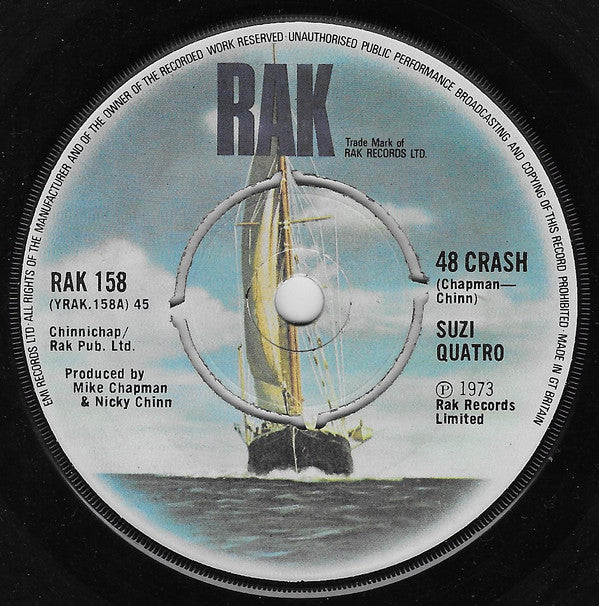 EMI RECORDS LTD·ALL RIGHTS OF THE MANUFACTURER AND OF THE OWNER OF THE RECORDED WORK RESERVED·UNAUTHORISED PUBLIC PERFORMANCE BROADCASTING AND COPYING OF THIS RECORD PROHIBITED·MADE IN GT BRITAIN
RAK
Trade Mark of
RAK RECORDS LTD.
RAK 158
(YRAK.158A) 45
Chinnichap/
Rak Pub. Ltd.
Produced by
Mike Chapman
& Nicky Chinn
48 CRASH
(Chapman—
Chinn)
SUZI
QUATRO
Ⓟ 1973
Rak Records
Limited